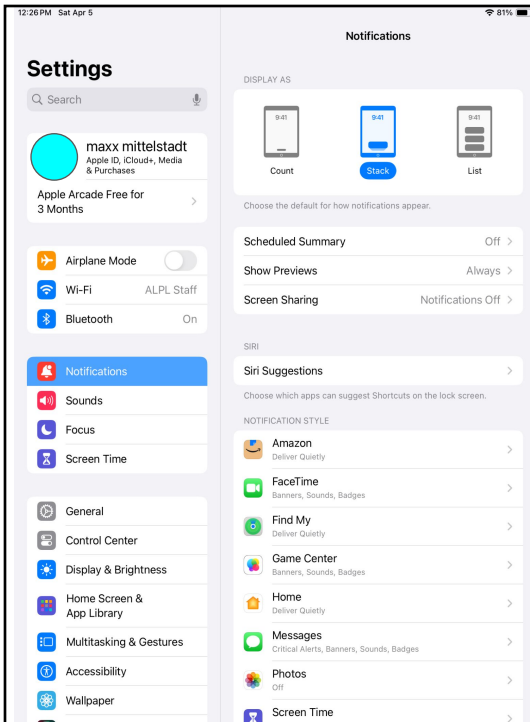 12:26 PM Sat Apr 5
81%
Settings
Search
maxx mittelstadt
Apple ID, iCloud+, Media
& Purchases
Apple Arcade Free for
3 Months
Airplane Mode
Wi-Fi ALPL Staff
Bluetooth On
Notifications
Sounds
Focus
Screen Time
General
Control Center
Display & Brightness
Home Screen &
App Library
Multitasking & Gestures
Accessibility
Wallpaper
Notifications
DISPLAY AS
9:41 9:41 9:41
Count Stack List
Choose the default for how notifications appear.
Scheduled Summary Off
Show Previews Always
Screen Sharing Notifications Off
SIRI
Siri Suggestions
Choose which apps can suggest Shortcuts on the lock screen.
NOTIFICATION STYLE
Amazon
Deliver Quietly
FaceTime
Banners, Sounds, Badges
Find My
Deliver Quietly
Game Center
Banners, Sounds, Badges
Home
Deliver Quietly
Messages
Critical Alerts, Banners, Sounds, Badges
Photos
Off
Screen Time